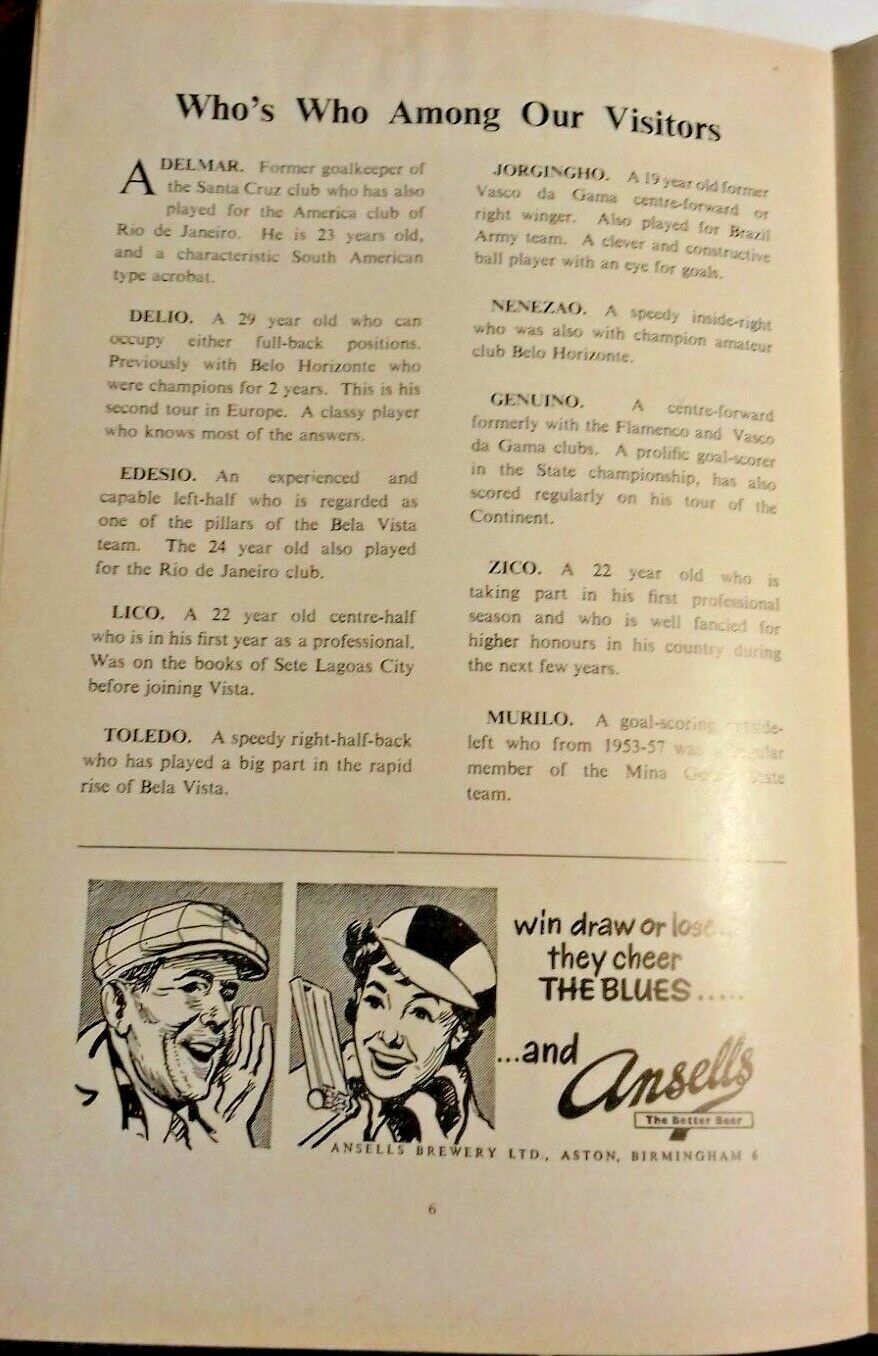 Who's Who Among Our Visitors
ADELMAR. Former goalkeeper of
the Santa Cruz club who has also
played for the America club of
Rio de Janeiro. He is 23 years old,
and a characteristic South American
type acrobat.
DELIO. A 29 year old who can
occupy either full-back positions.
Previously with Belo Horizonte who
were champions for 2 years. This is his
second tour in Europe. A classy player
who knows most of the answers.
EDESIO. An experienced and
capable left-half who is regarded as
one of the pillars of the Bela Vista
team. The 24 year old also played
for the Rio de Janeiro club.
LICO. A 22 year old centre-half
who is in his first year as a professional.
Was on the books of Sete Lagoas City
before joining Vista.
TOLEDO. A speedy right-half-back
who has played a big part in the rapid
rise of Bela Vista.
JORGINGHO. A 19 year old former
Vasco da Gama centre-forward or
right winger. Also played for Brazil
Army team. A clever and constructive
ball player with an eye for goals.
NENEZAO. A speedy inside-right
who was also with champion amateur
club Belo Horizonte.
GENUINO. A centre-forward
formerly with the Flamenco and Vasco
da Gama clubs. A prolific goal-scorer
in the State championship, has also
scored regularly on his tour of the
Continent.
ZICO. A 22 year old who is
taking part in his first professional
season and who is well fancied for
higher honours in his country during
the next few years.
MURILO. A goal-scoring
left who from 1953-57 was
member of the Mina
team.
win draw or lose
they cheer
THE BLUES.....
...and Ansells
The Better Beer
ANSELLS BREWERY LTD., ASTON, BIRMINGHAM 6
6